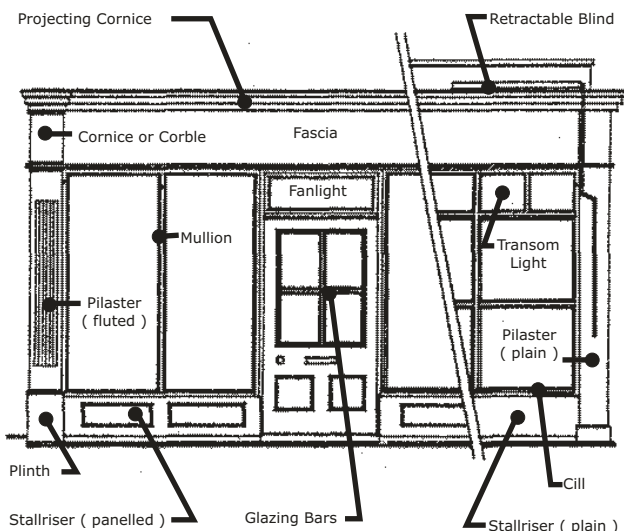 Projecting Cornice
Retractable Blind
Cornice or Corble
Fascia
Fanlight
Mullion
Transom
Light
Pilaster
( fluted )
Pilaster
( plain )
Plinth
Cill
Stallriser ( panelled )
Glazing Bars
Stallriser ( plain )